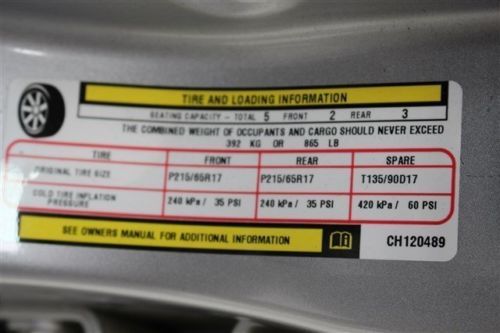 TIRE AND LOADING INFORMATION
SEATING CAPACITY - TOTAL 5 FRONT 2 REAR 3
THE COMBINED WEIGHT OF OCCUPANTS AND CARGO SHOULD NEVER EXCEED
392 KG OR 865 LB
TIRE FRONT REAR SPARE
ORIGINAL TIRE SIZE P215/65R17 P215/65R17 T135/90D17
COLD TIRE INFLATION PRESSURE 240 kPa / 35 PSI 240 kPa / 35 PSI 420 kPa / 60 PSI
SEE OWNERS MANUAL FOR ADDITIONAL INFORMATION CH120489